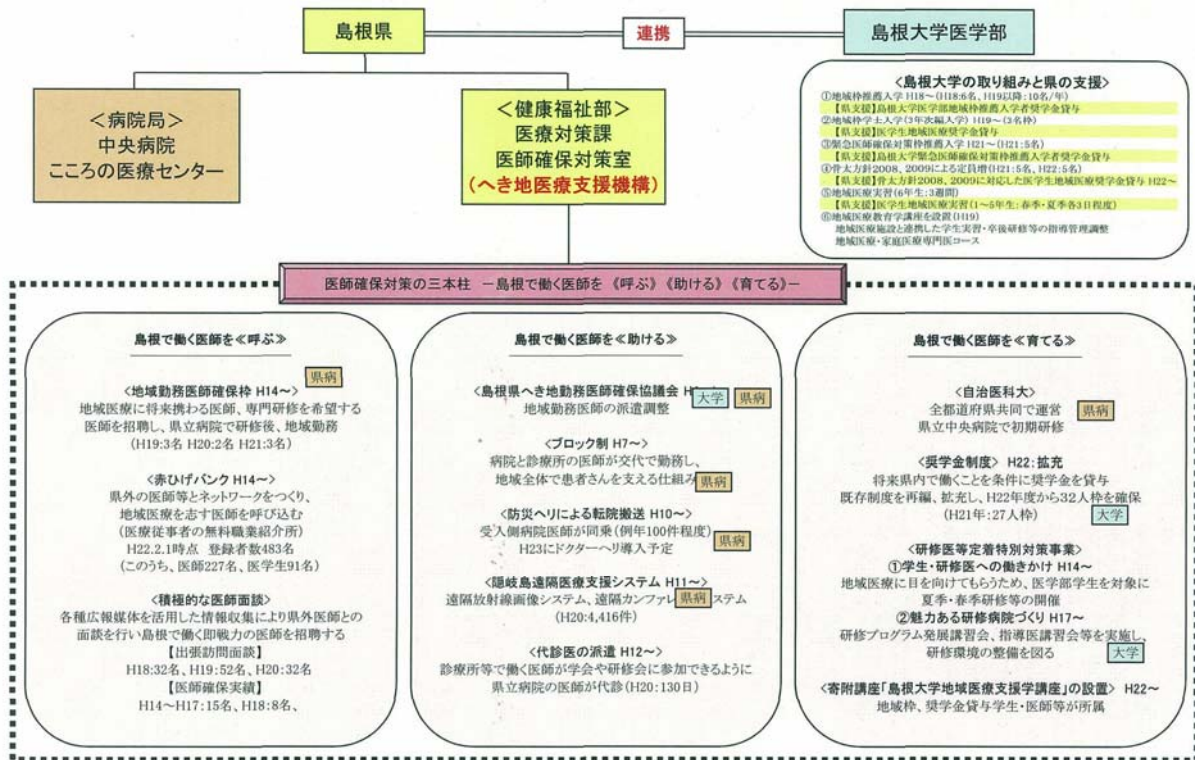 島根県
連携
島根大学医学部
＜病院局＞
中央病院
こころの医療センター
＜健康福祉部＞
医療対策課
医師確保対策室
(へき地医療支援機構)
＜島根大学の取り組みと県の支援＞
①地域枠推薦入学 H18～(H18:6名、H19以降:10名/年)
【県支援】島根大学医学部地域枠推薦入学者奨学金貸与
②地域枠学士入学(3年次編入学) H19～(3名枠)
【県支援】医学生地域医療奨学金貸与
③緊急医師確保対策枠推薦入学 H21～(H21:5名)
【県支援】島根大学緊急医師確保対策枠推薦入学者奨学金貸与
④骨太方針2008、2009による定員増(H21:5名、H22:5名)
【県支援】骨太方針2008、2009に対応した医学生地域医療奨学金貸与 H22～
⑤地域医療実習(6年生:3週間)
【県支援】医学生地域医療実習(1～5年生:春季・夏季各3日程度)
⑥地域医療教育学講座を設置(H19)
地域医療施設と連携した学生実習・卒後研修等の指導管理調整
地域医療・家庭医療専門医コース
医師確保対策の三本柱 －島根で働く医師を 《呼ぶ》 《助ける》 《育てる》－
島根で働く医師を≪呼ぶ≫
県病
＜地域勤務医師確保枠 H14～＞
地域医療に将来携わる医師、専門研修を希望する
医師を招聘し、県立病院で研修後、地域勤務
(H19:3名 H20:2名 H21:3名)
＜赤ひげバンク H14～＞
県外の医師等とネットワークをつくり、
地域医療を志す医師を呼び込む
(医療従事者の無料職業紹介所)
H22.2.1時点 登録者数483名
(このうち、医師227名、医学生91名)
＜積極的な医師面談＞
各種広報媒体を活用した情報収集により県外医師との
面談を行い島根で働く即戦力の医師を招聘する
【出張訪問面談】
H18:32名、H19:52名、H20:32名
【医師確保実績】
H14～H17:15名、H18:8名、
島根で働く医師を≪助ける≫
＜島根県へき地勤務医師確保協議会
大学 県病
地域勤務医師の派遣調整
＜ブロック制 H7～＞
病院と診療所の医師が交代で勤務し、
地域全体で患者さんを支える仕組み 県病
＜防災ヘリによる転院搬送 H10～＞
受入側病院医師が同乗(例年100件程度) 県病
H23にドクターヘリ導入予定
＜隠岐島遠隔医療支援システム H11～＞
遠隔放射線画像システム、遠隔カンファレ 県病 ステム
(H20:4,416件)
＜代診医の派遣 H12～＞
診療所等で働く医師が学会や研修会に参加できるように
県立病院の医師が代診(H20:130日)
島根で働く医師を≪育てる≫
＜自治医科大＞
全都道府県共同で運営 県病
県立中央病院で初期研修
＜奨学金制度＞ H22:拡充
将来県内で働くことを条件に奨学金を貸与
既存制度を再編、拡充し、H22年度から32人枠を確保
(H21年:27人枠) 大学
＜研修医等定着特別対策事業＞
①学生・研修医への働きかけ H14～
地域医療に目を向けてもらうため、医学部学生を対象に
夏季・春季研修等の開催
②魅力ある研修病院づくり H17～
研修プログラム発展講習会、指導医講習会等を実施し、
研修環境の整備を図る 大学
＜寄附講座「島根大学地域医療支援学講座」の設置＞ H22～
地域枠、奨学金貸与学生・医師等が所属